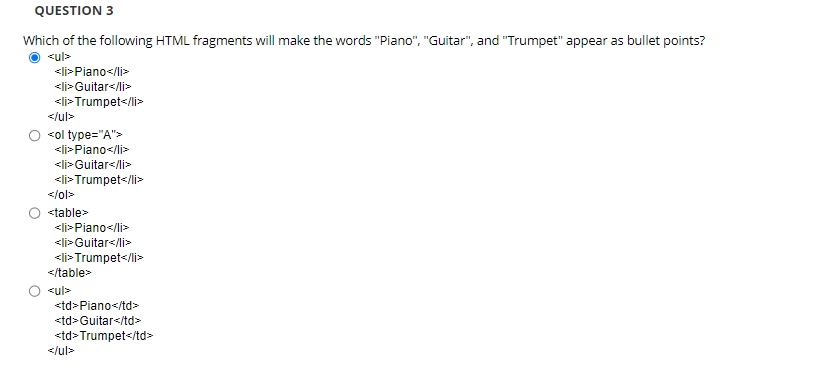 QUESTION 3
Which of the following HTML fragments will make the words "Piano", "Guitar", and "Trumpet" appear as bullet points?
<ul>
<li>Piano</li>
<li>Guitar</li>
<li>Trumpet</li>
</ul>
<ol type="A">
<li>Piano</li>
<li>Guitar</li>
<li>Trumpet</li>
</ol>
<table>
<li>Piano</li>
<li>Guitar</li>
<li>Trumpet</li>
</table>
<ul>
<td>Piano</td>
<td>Guitar</td>
<td>Trumpet</td>
</ul>